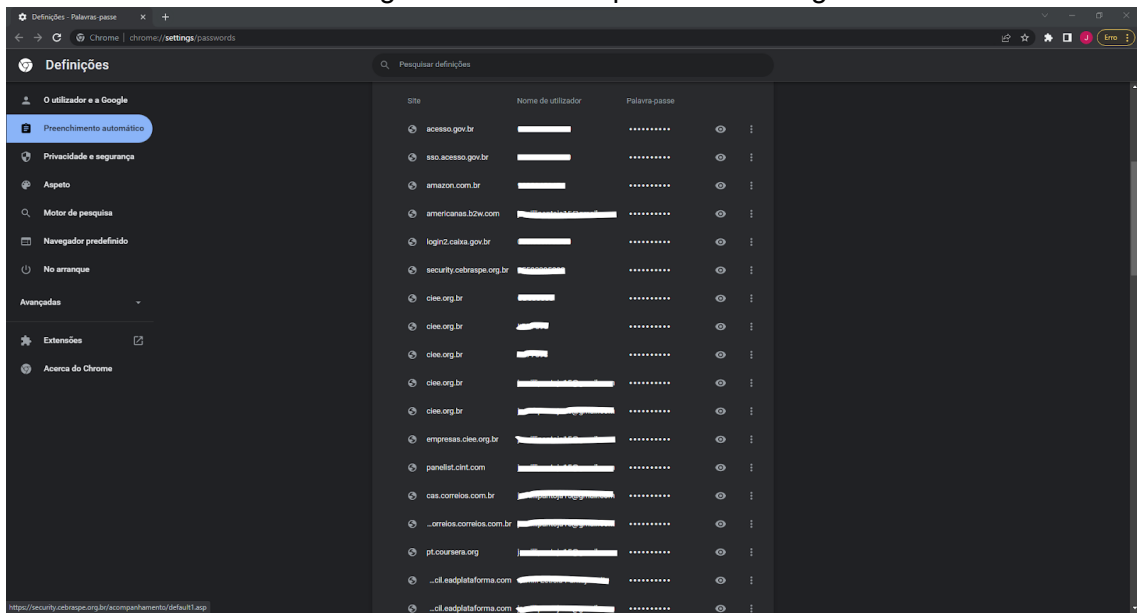 Definições - Palavras-passe
Chrome | chrome://settings/passwords
J Erro
Definições
Pesquisar definições
O utilizador e a Google
Preenchimento automático
Privacidade e segurança
Aspeto
Motor de pesquisa
Navegador predefinido
No arranque
Avançadas
Extensões
Acerca do Chrome
Site Nome de utilizador Palavra-passe
acesso.gov.br
sso.acesso.gov.br
amazon.com.br
americanas.b2w.com
login2.caixa.gov.br
security.cebraspe.org.br
ciee.org.br
ciee.org.br
ciee.org.br
ciee.org.br
ciee.org.br
empresas.ciee.org.br
panelist.cint.com
cas.correios.com.br
...orreios.correios.com.br
pt.coursera.org
...cil.eadplataforma.com
...cil.eadplataforma.com
https://security.cebraspe.org.br/acompanhamento/default1.asp